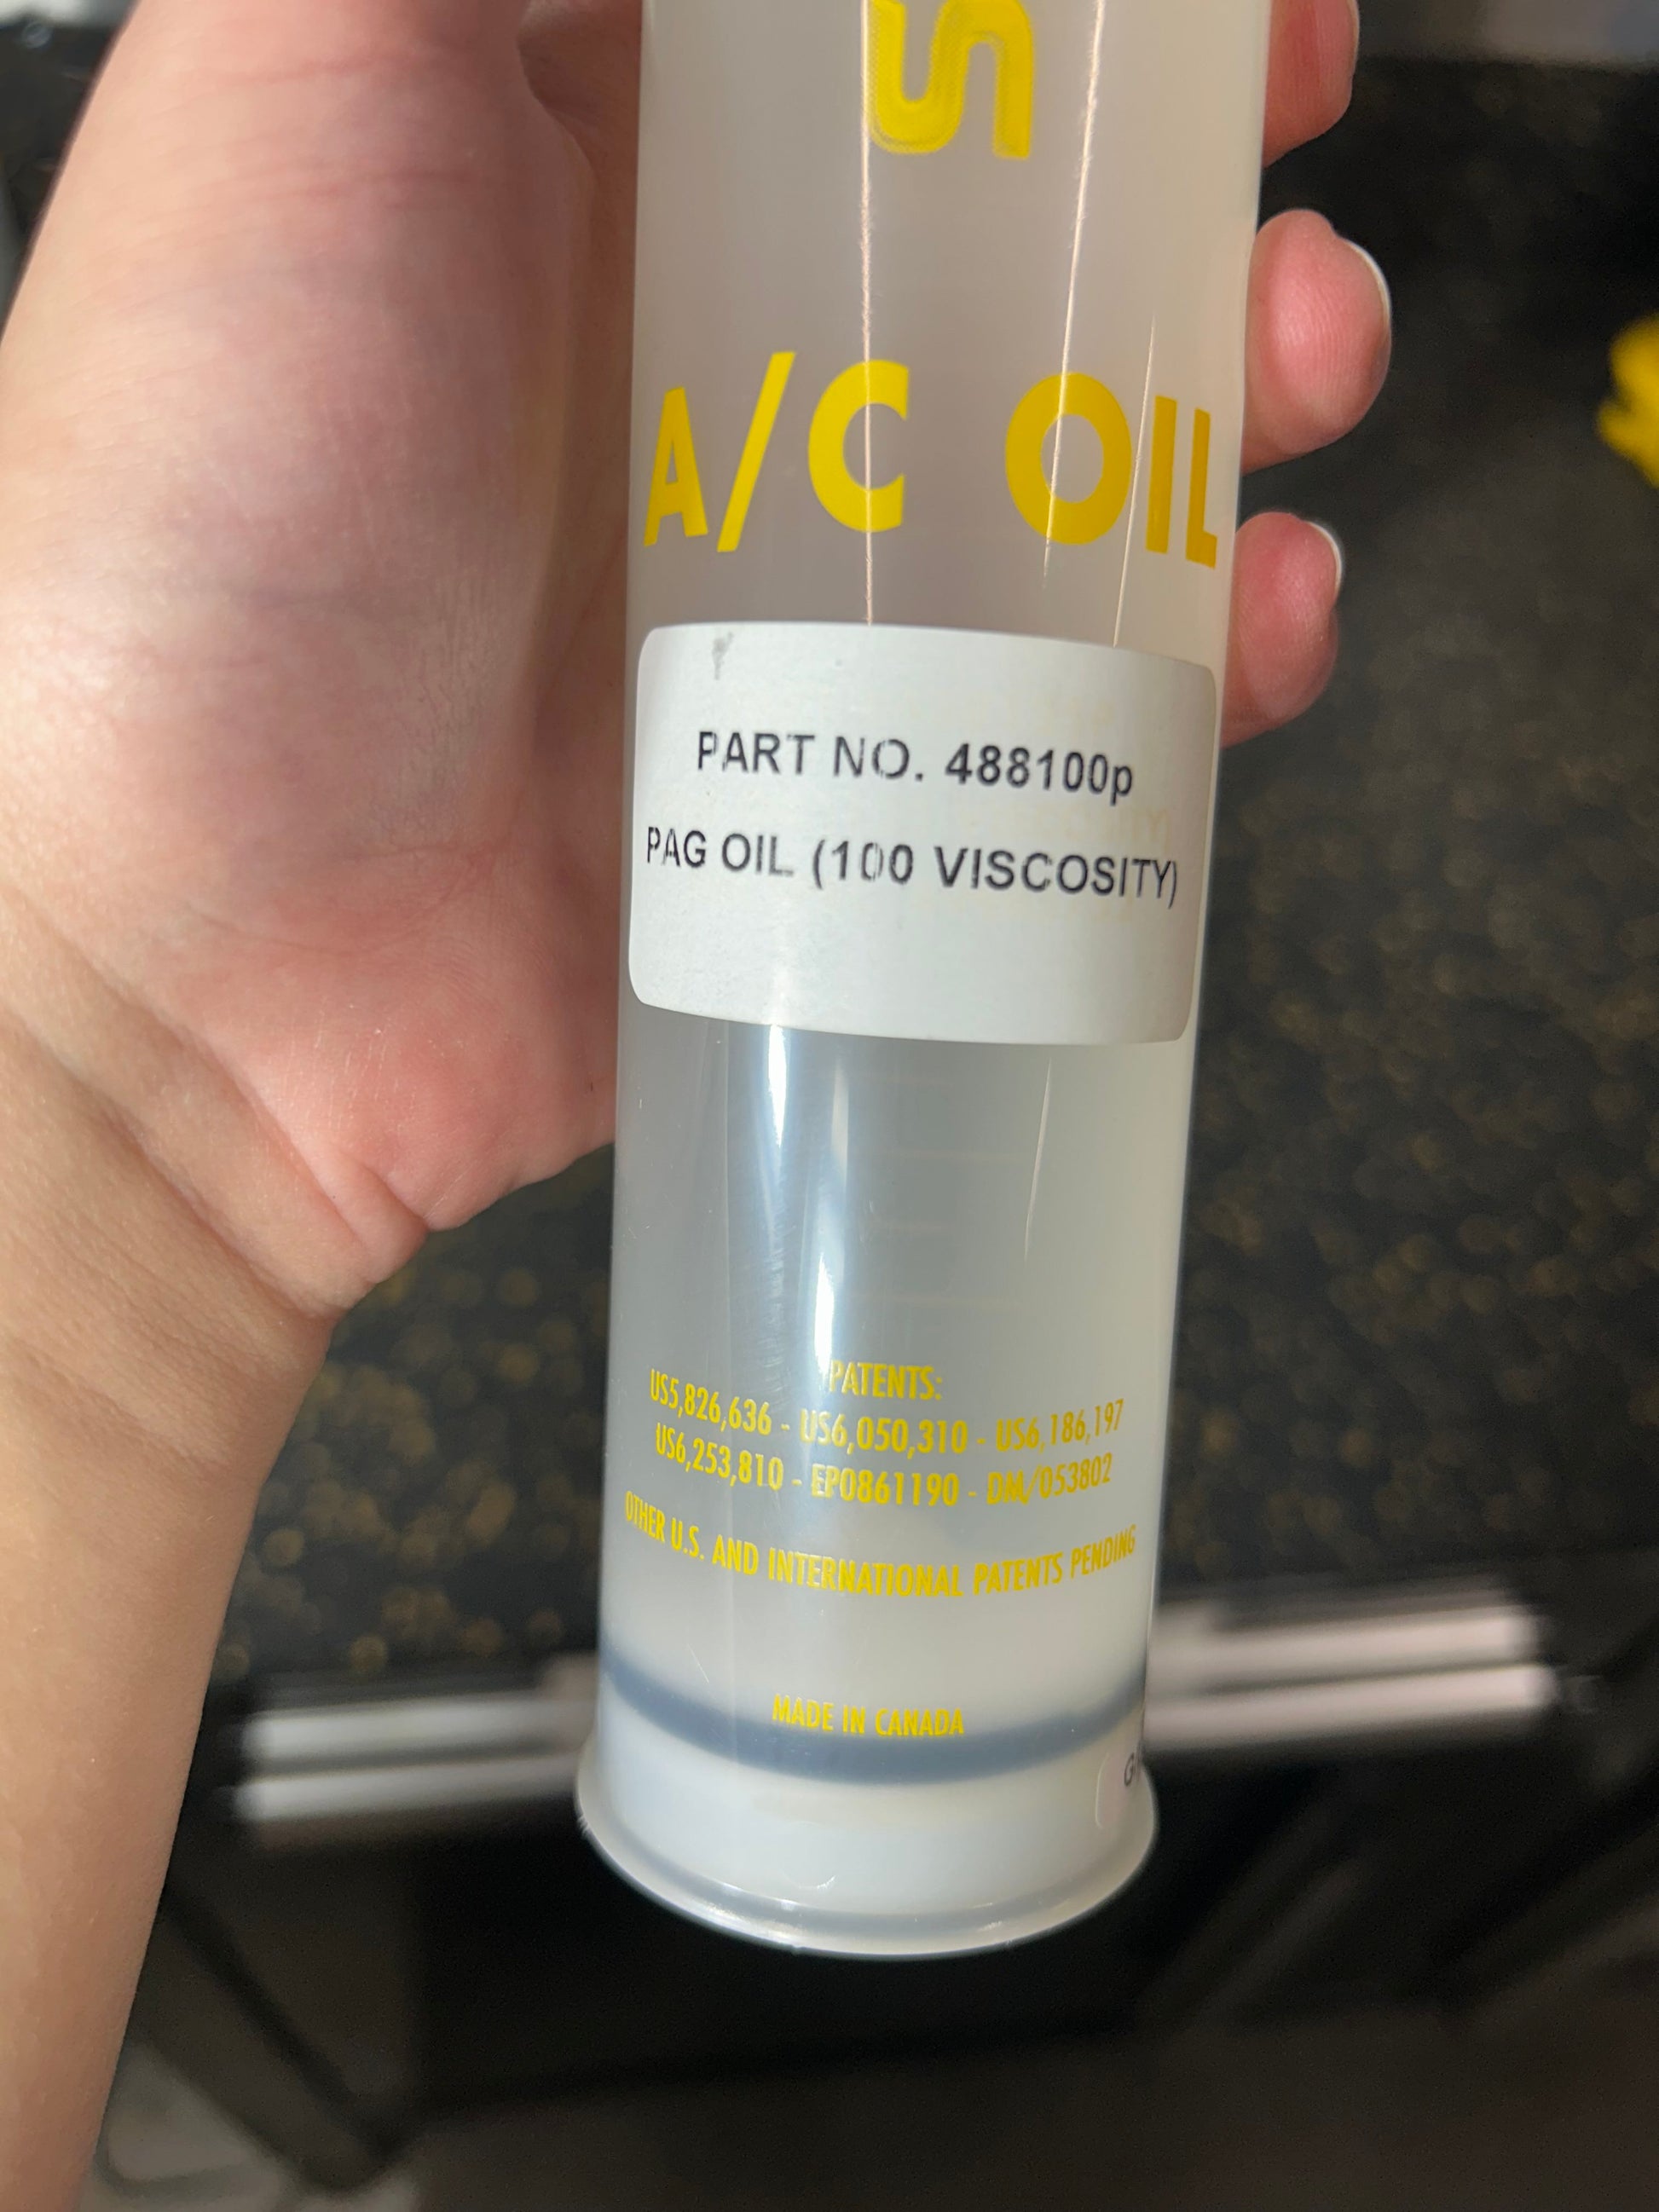 S
A/C OIL
PART NO. 488100p
PAG OIL (100 VISCOSITY)
PATENTS:
US5,826,636 - US6,050,310 - US6,186,197
US6,253,810 - EP0861190 - DM/053802
OTHER U.S. AND INTERNATIONAL PATENTS PENDING
MADE IN CANADA